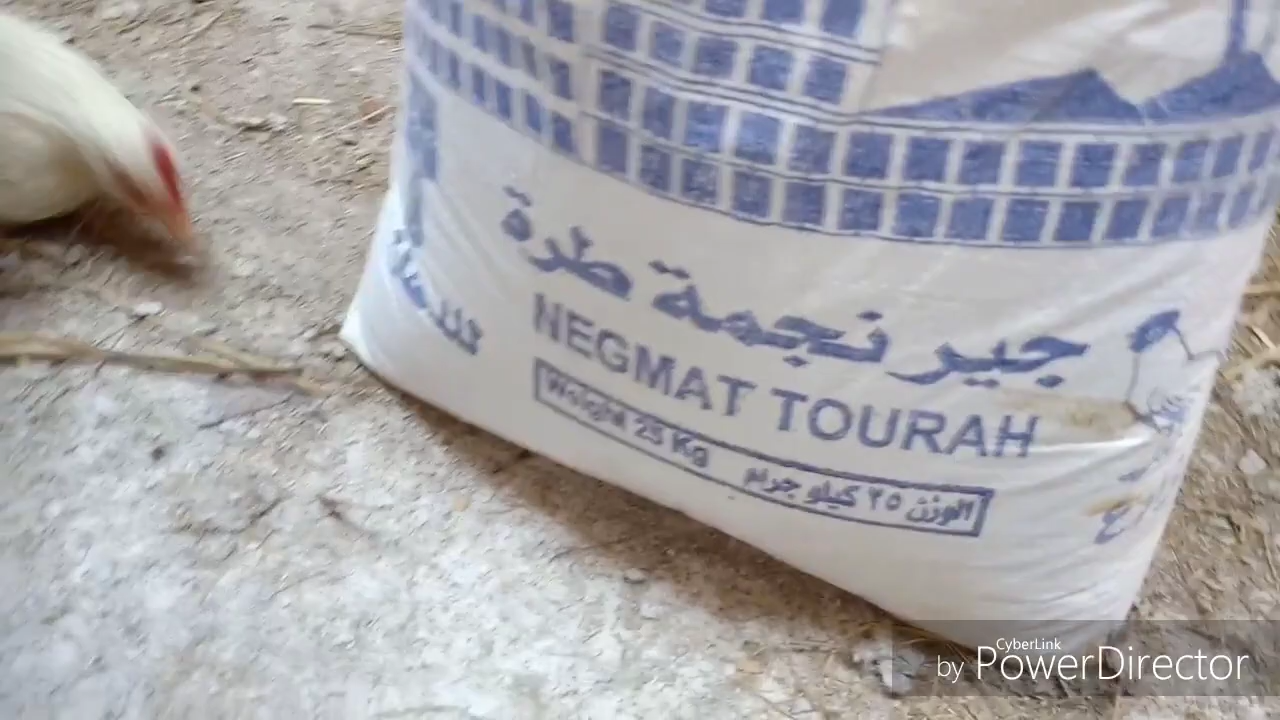 جير نجمة طرة
NEGMAT TOURAH
Weight 25 Kg الوزن ٢٥ كيلو جرام
CyberLink
by PowerDirector